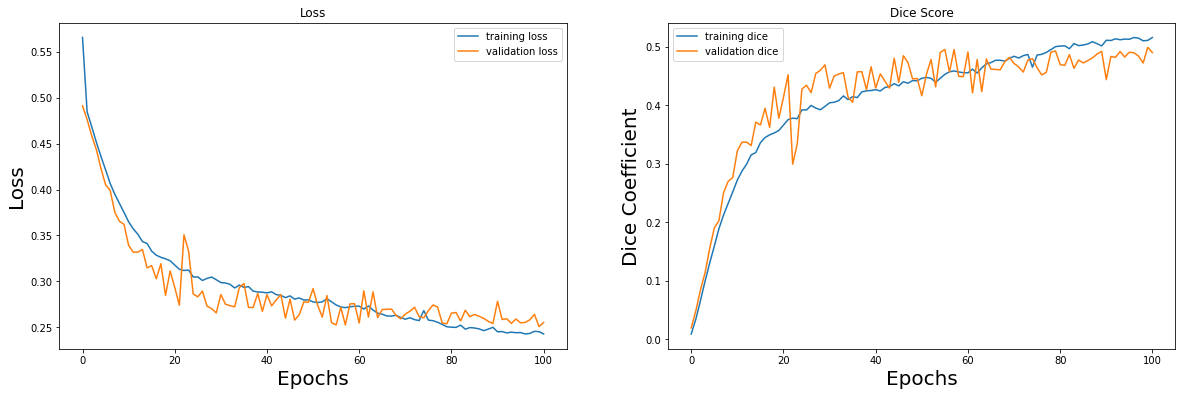 Loss
training loss
validation loss
0.55
0.50
0.45
0.40
0.35
0.30
0.25
Loss
0
20
40
60
80
100
Epochs
Dice Score
training dice
validation dice
0.5
0.4
0.3
0.2
0.1
0.0
Dice Coefficient
0
20
40
60
80
100
Epochs